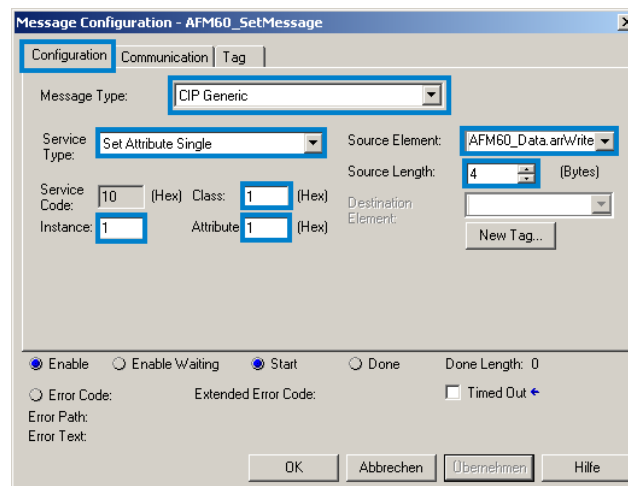 Message Configuration - AFM60_SetMessage
Configuration Communication Tag
Message Type: CIP Generic
Service Type: Set Attribute Single Source Element: AFM60_Data.arrWrite
Source Length: 4 (Bytes)
Service Code: 10 (Hex) Class: 1 (Hex) Destination Element:
Instance: 1 Attribute 1 (Hex) New Tag...
Enable Enable Waiting Start Done Done Length: 0
Error Code: Extended Error Code: Timed Out
Error Path:
Error Text:
OK Abbrechen Übernehmen Hilfe